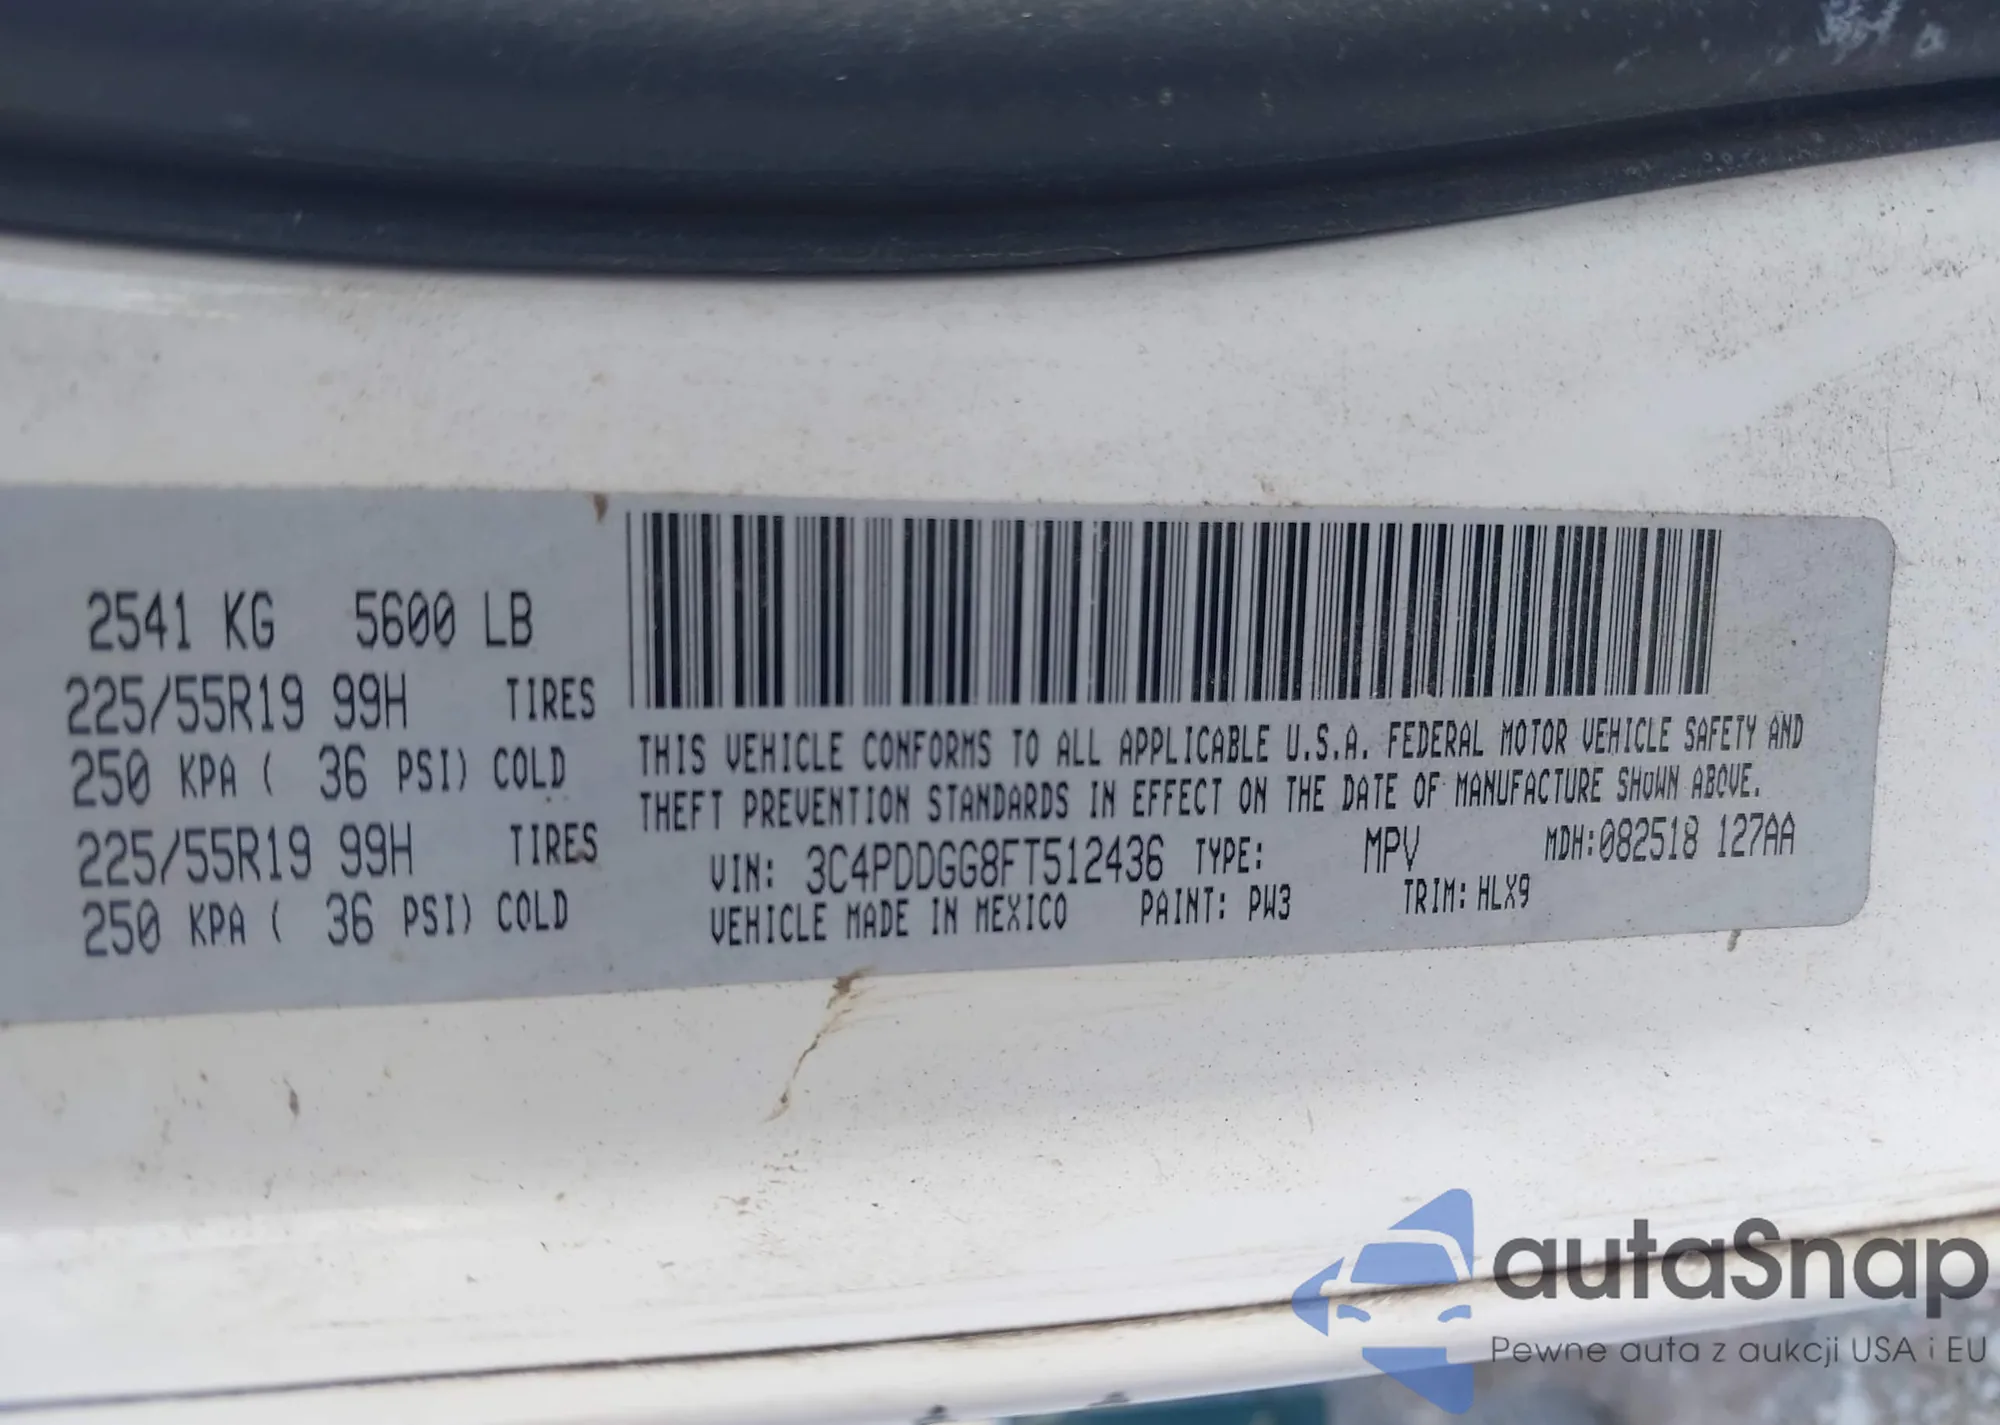 2541 KG 5600 LB
225/55R19 99H TIRES
250 KPA ( 36 PSI) COLD
225/55R19 99H TIRES
250 KPA ( 36 PSI) COLD
THIS VEHICLE CONFORMS TO ALL APPLICABLE U.S.A. FEDERAL MOTOR VEHICLE SAFETY AND
THEFT PREVENTION STANDARDS IN EFFECT ON THE DATE OF MANUFACTURE SHOWN ABOVE.
VIN: 3C4PDDGG8FT512436 TYPE: MPV MDH:082518 127AA
VEHICLE MADE IN MEXICO PAINT: PW3 TRIM: HLX9
autaSnap
Pewne auta z aukcji USA i EU